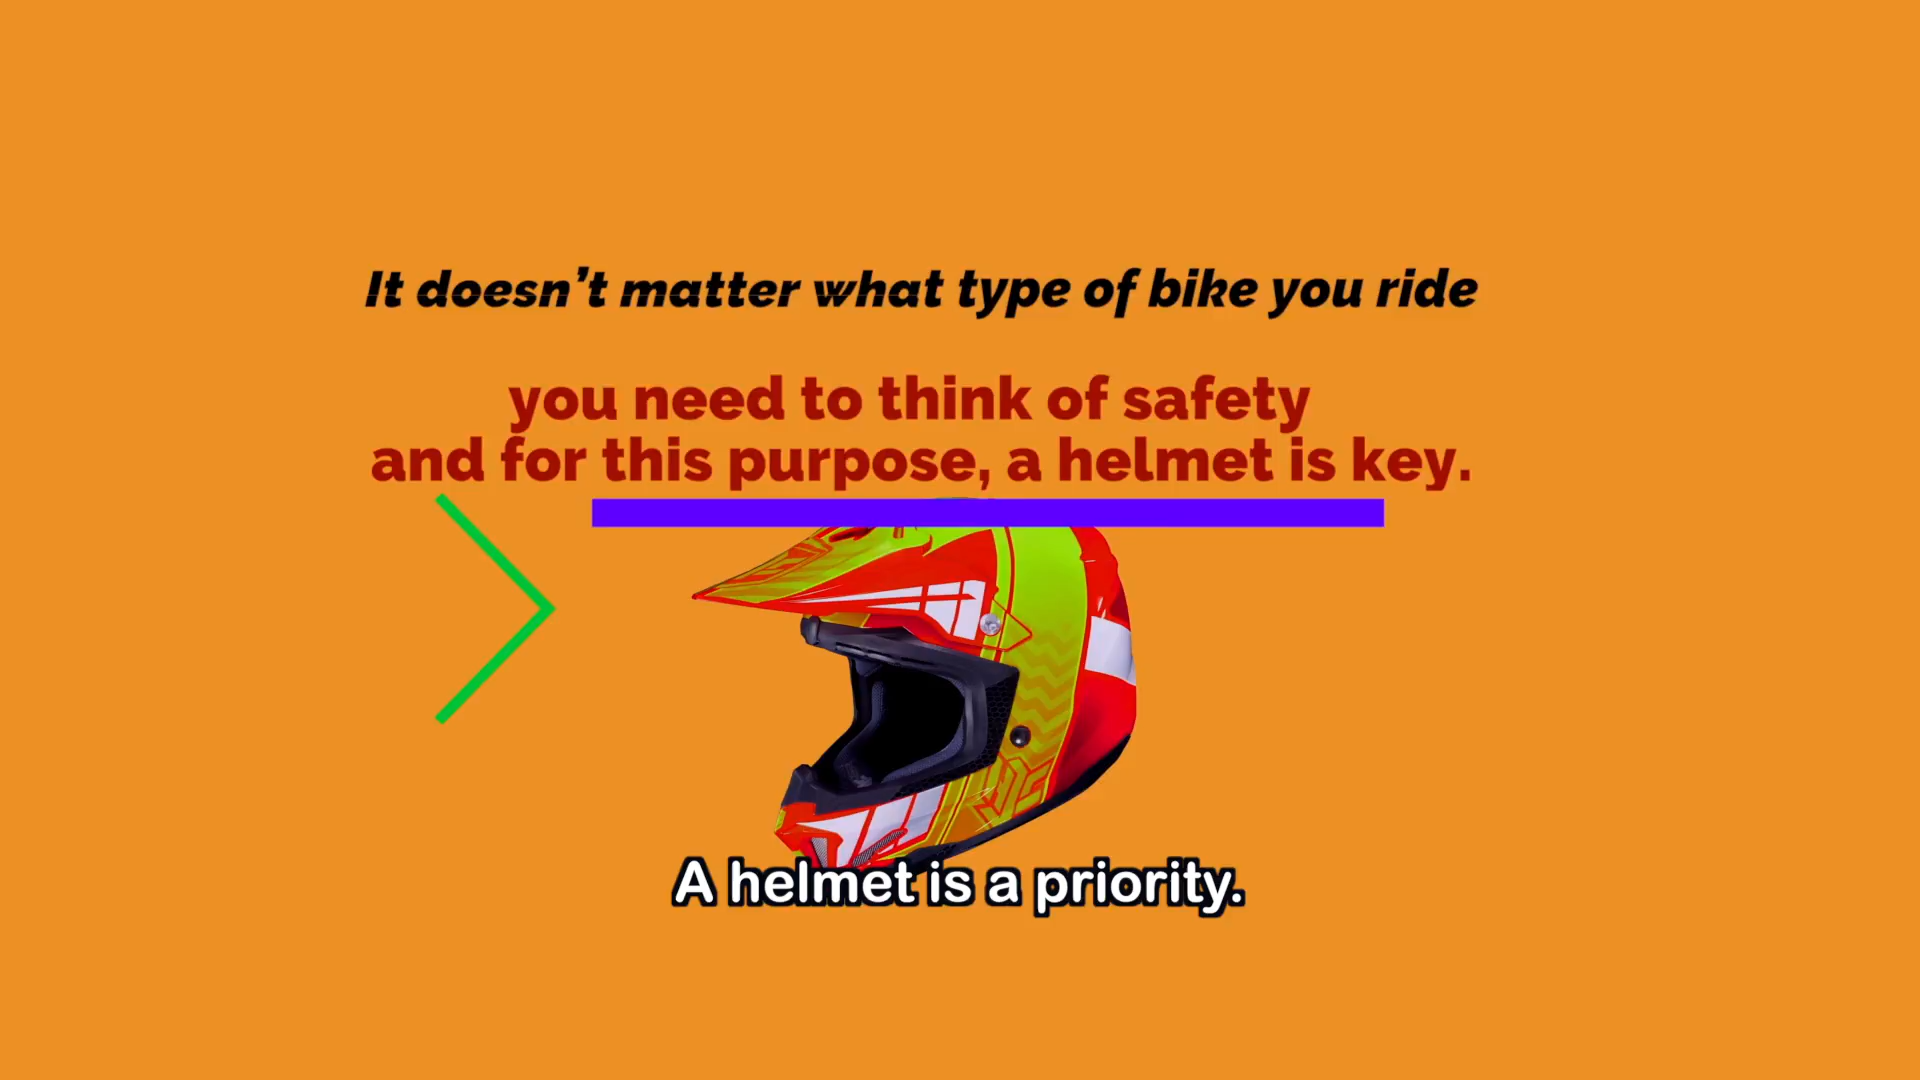 It doesn’t matter what type of bike you ride
you need to think of safety
and for this purpose, a helmet is key.
A helmet is a priority.